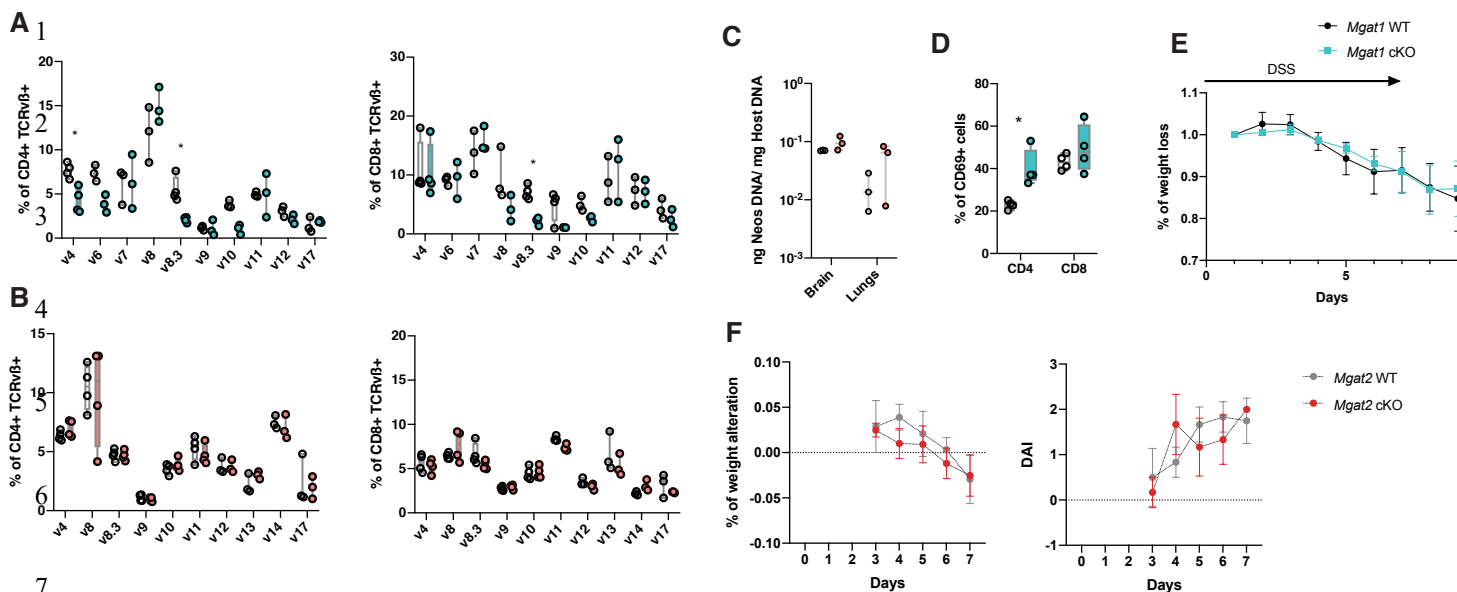 A
1
2
3
% of CD4+ TCRvß+
20
15
10
5
0
*
*
v4
v6
v7
v8
v8.3
v9
v10
v11
v12
v17
% of CD8+ TCRvß+
30
20
10
0
*
v4
v6
v7
v8
v8.3
v9
v10
v11
v12
v17
B
4
5
6
7
% of CD4+ TCRvß+
15
10
5
0
v4
v8
v8.3
v9
v10
v11
v12
v13
v14
v17
% of CD8+ TCRvß+
20
15
10
5
0
v4
v8
v8.3
v9
v10
v11
v12
v13
v14
v17
C
ng Neos DNA/ mg Host DNA
10⁰
10⁻¹
10⁻²
10⁻³
Brain
Lungs
D
% of CD69+ cells
80
60
40
20
0
*
CD4
CD8
E
Mgat1 WT
Mgat1 cKO
DSS
% of weight loss
1.1
1.0
0.9
0.8
0.7
0
5
Days
F
% of weight alteration
0.10
0.05
0.00
-0.05
-0.10
0 1 2 3 4 5 6 7
Days
DAI
3
2
1
0
-1
0 1 2 3 4 5 6 7
Days
Mgat2 WT
Mgat2 cKO